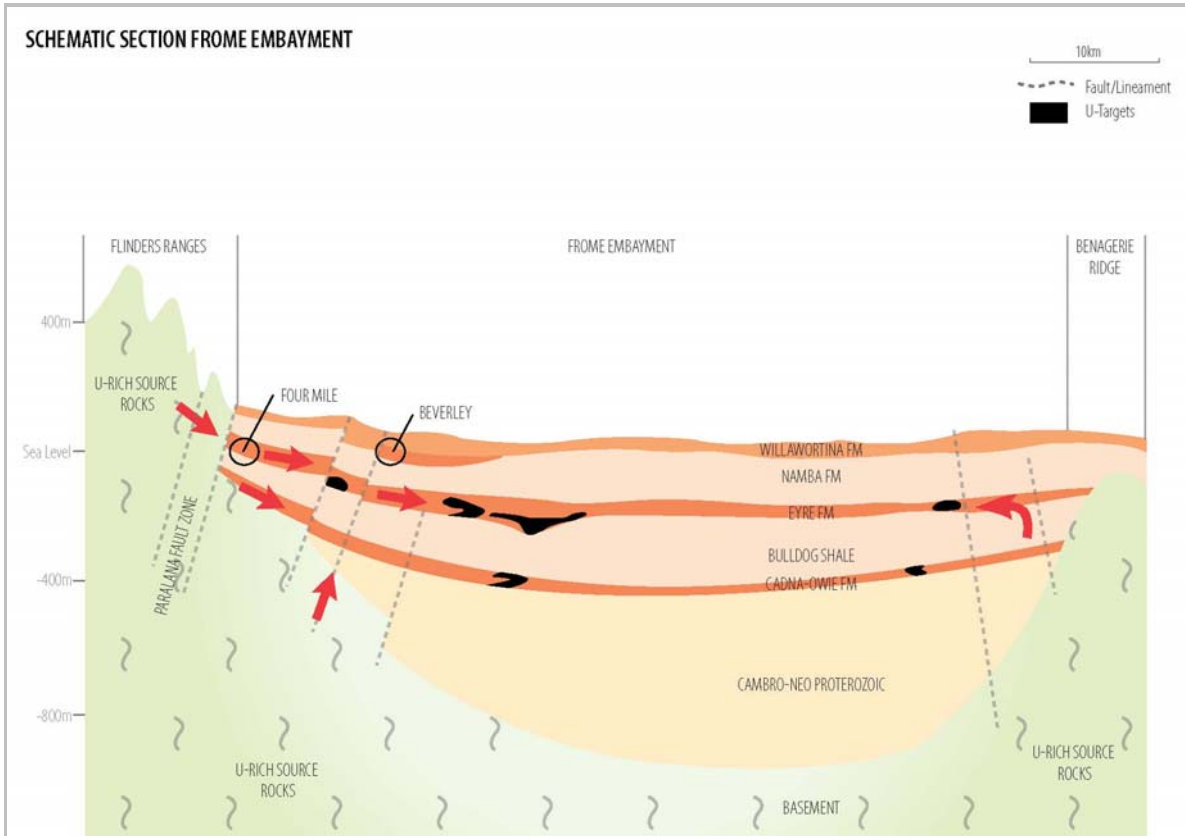 SCHEMATIC SECTION FROME EMBAYMENT
10km
Fault/Lineament
U-Targets
FLINDERS RANGES
FROME EMBAYMENT
BENAGERIE
RIDGE
400m
U-RICH SOURCE
ROCKS
FOUR MILE
BEVERLEY
Sea Level
WILLAWORTINA FM
NAMBA FM
EYRE FM
PARALANA FAULT ZONE
BULLDOG SHALE
-400m
CADNA-OWIE FM
CAMBRO-NEO PROTEROZOIC
-800m
U-RICH SOURCE
ROCKS
U-RICH SOURCE
ROCKS
BASEMENT